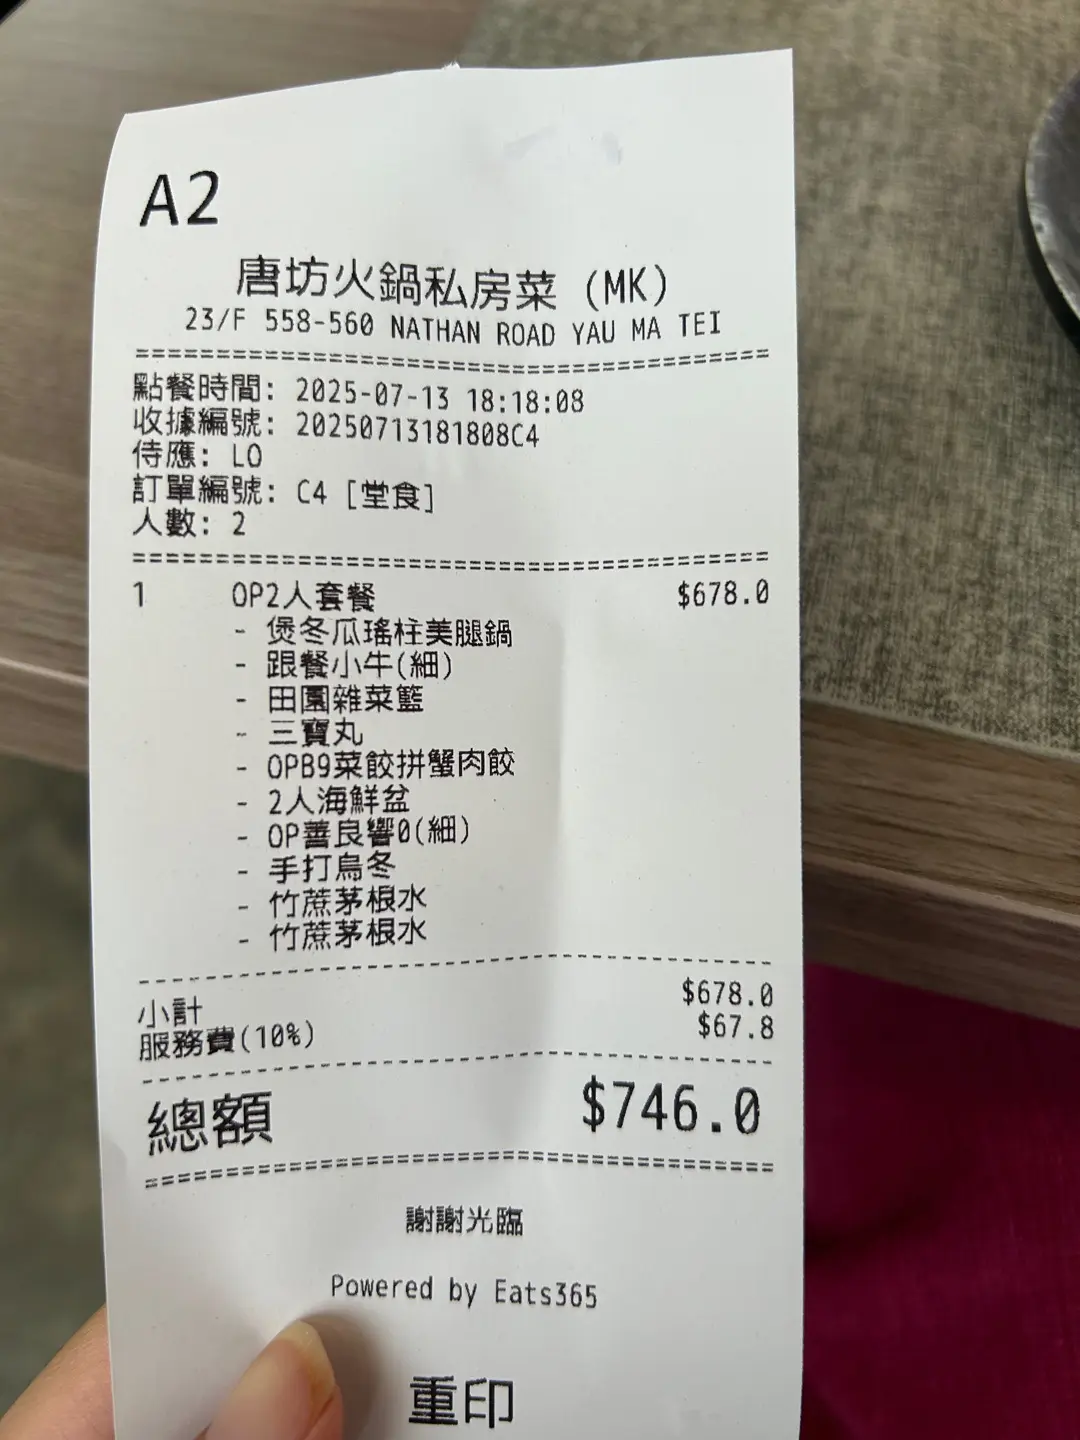 A2
唐坊火鍋私房菜 (MK)
23/F 558-560 NATHAN ROAD YAU MA TEI
點餐時間: 2025-07-13 18:18:08
收據編號: 20250713181808C4
侍應: LO
訂單編號: C4 [堂食]
人數: 2
1 OP2人套餐 $678.0
- 煲冬瓜瑤柱美腿鍋
- 跟餐小牛(細)
- 田園雜菜籃
- 三寶丸
- OPB9菜餃拼蟹肉餃
- 2人海鮮盆
- OP善良響0(細)
- 手打烏冬
- 竹蔗茅根水
- 竹蔗茅根水
小計 $678.0
服務費(10%) $67.8
總額 $746.0
謝謝光臨
Powered by Eats365
重印